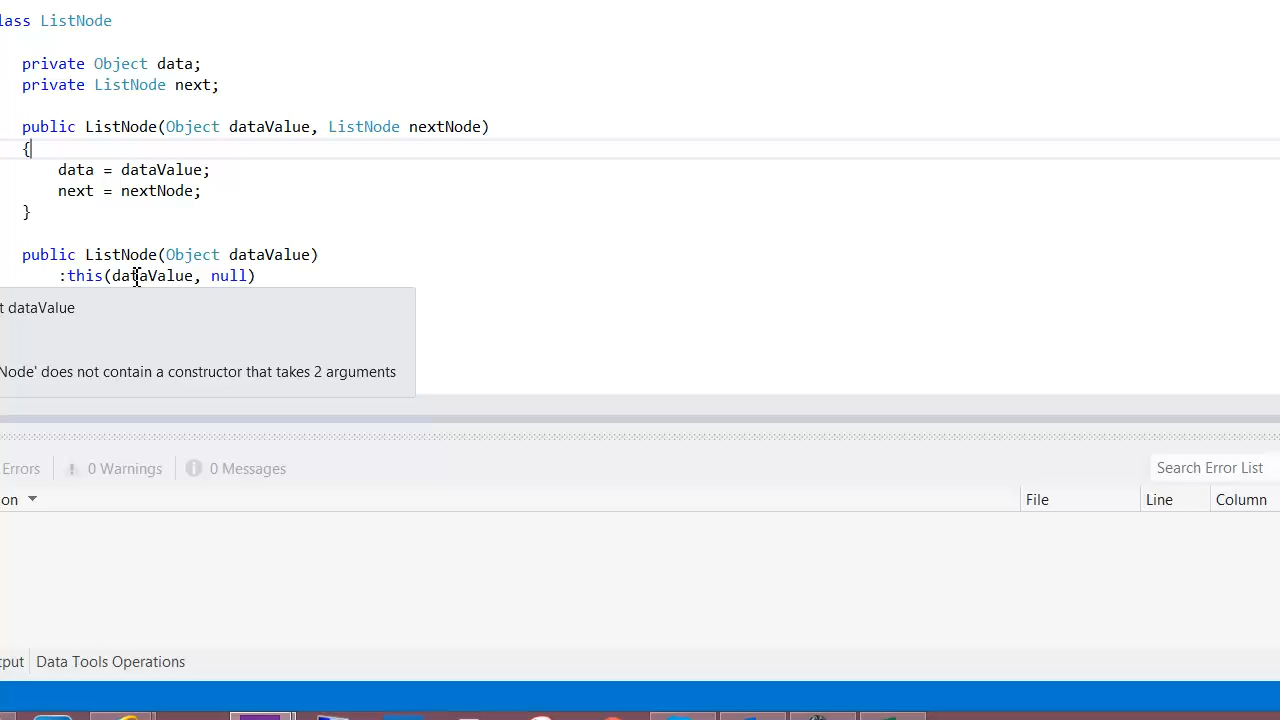 lass ListNode
private Object data;
private ListNode next;
public ListNode(Object dataValue, ListNode nextNode)
{
data = dataValue;
next = nextNode;
}
public ListNode(Object dataValue)
:this(dataValue, null)
t dataValue
Node' does not contain a constructor that takes 2 arguments
Errors 0 Warnings 0 Messages Search Error List
on File Line Column
tput Data Tools Operations